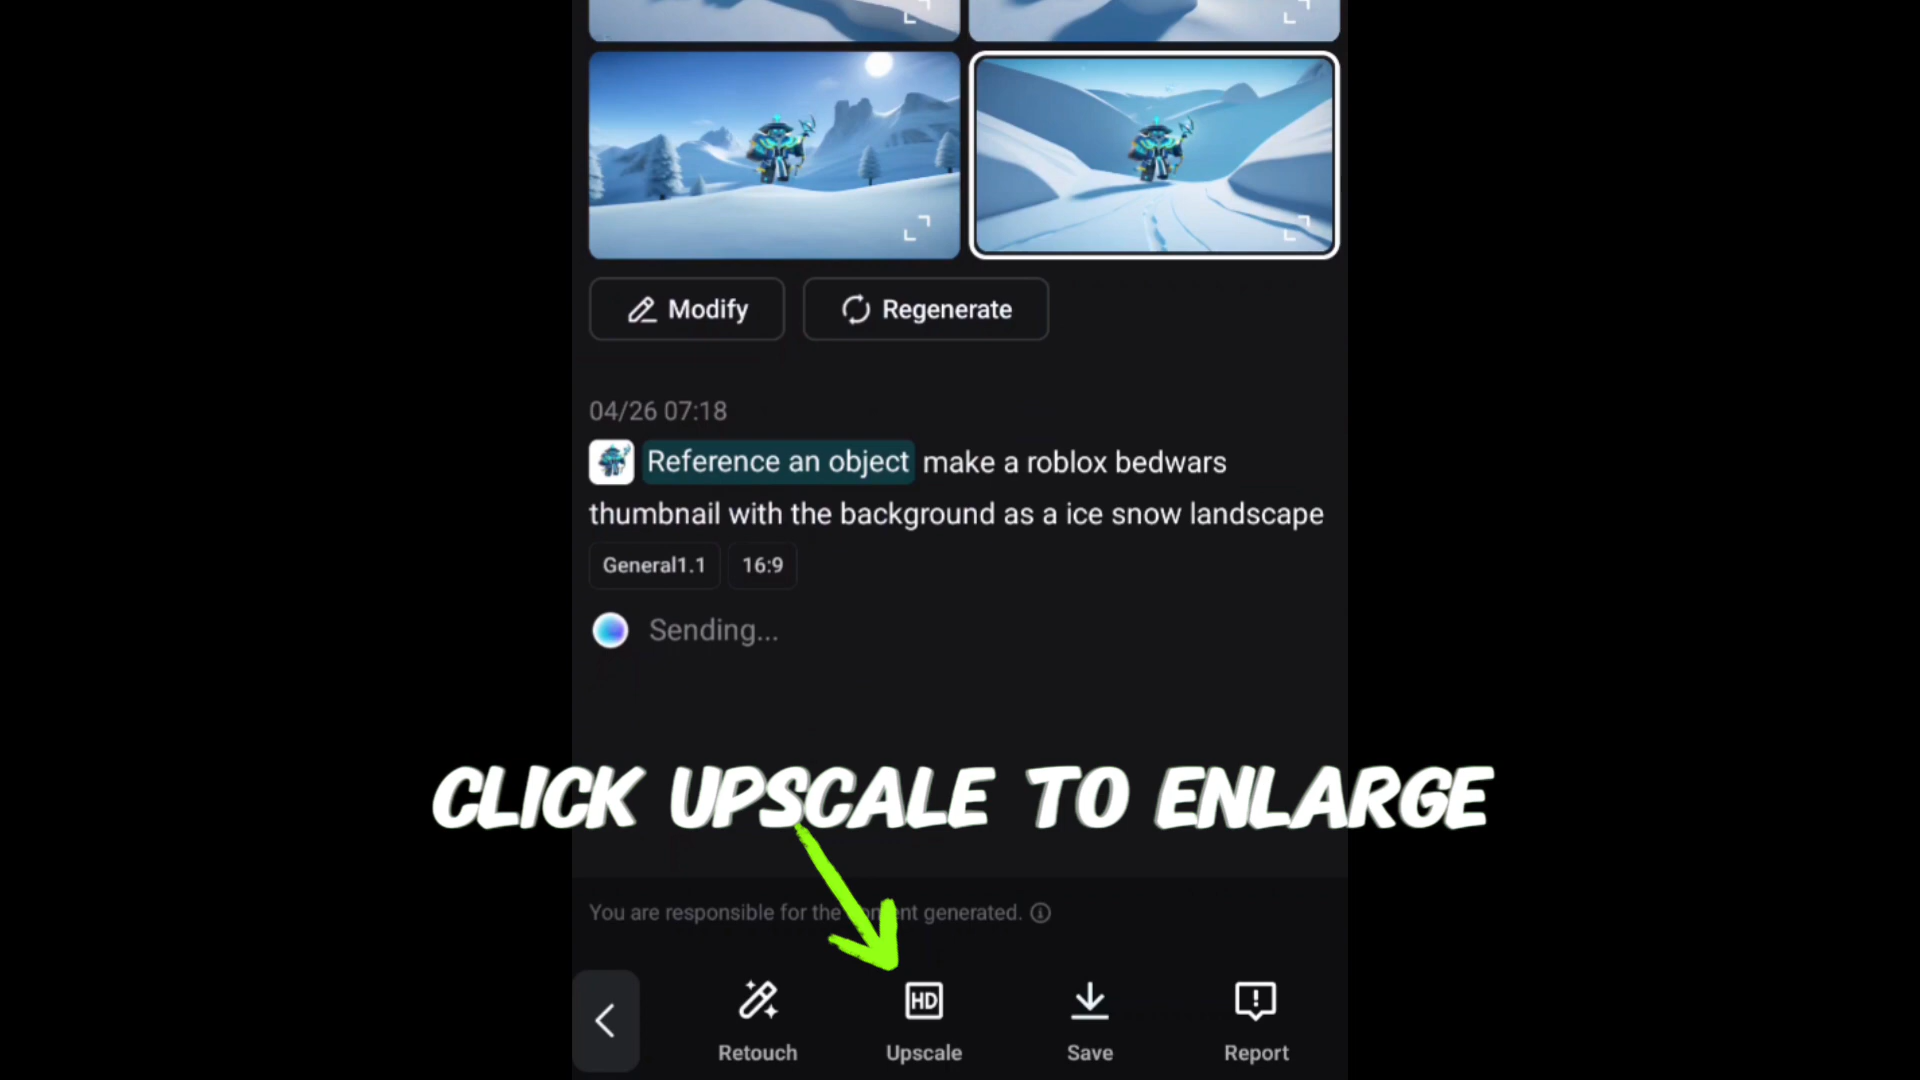 Modify
Regenerate
04/26 07:18
Reference an object make a roblox bedwars
thumbnail with the background as a ice snow landscape
General1.1
16:9
Sending...
CLICK UPSCALE TO ENLARGE
You are responsible for the content generated.
HD
Retouch
Upscale
Save
Report